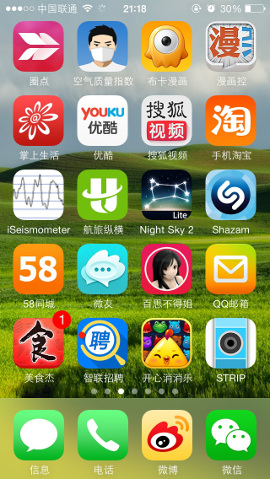 中国联通 21:18 30%
漫
圈点 空气质量指数 布卡漫画 漫画控
YOUKU 优酷 搜狐视频 淘
掌上生活 优酷 搜狐视频 手机淘宝
Lite
iSeismometer 航旅纵横 Night Sky 2 Shazam
58
58同城 微友 百思不得姐 QQ邮箱
食 1 聘
美食杰 智联招聘 开心消消乐 STRIP
信息 电话 微博 微信